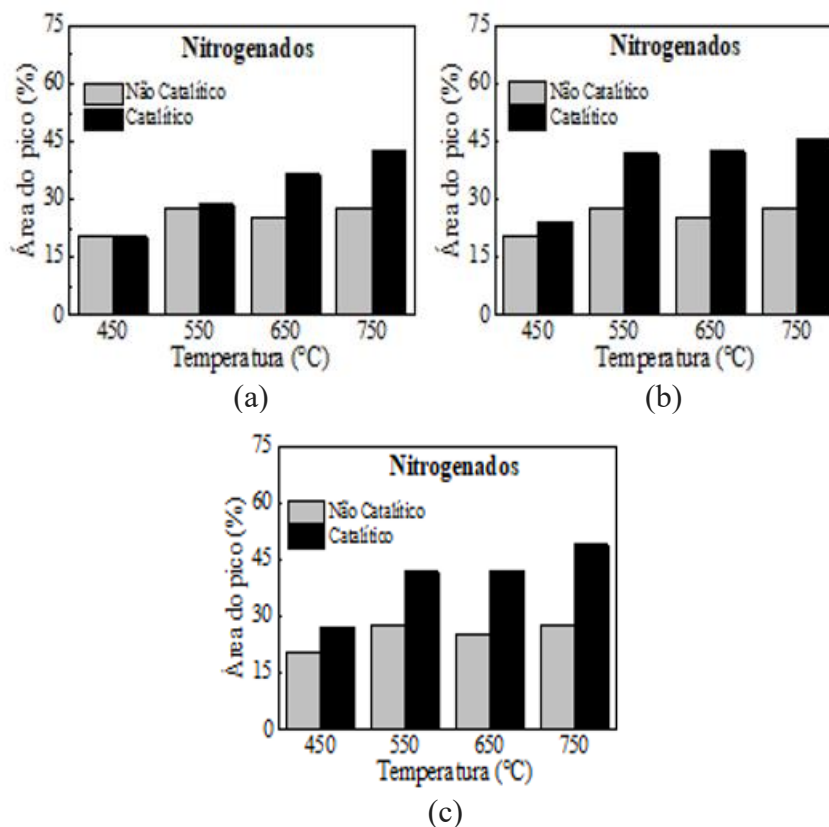 75
Nitrogenados
60
Não Catalítico
Catalítico
45
30
15
0
Área do pico (%)
450 550 650 750
Temperatura (°C)
(a)
75
Nitrogenados
60
Não Catalítico
Catalítico
45
30
15
0
Área do pico (%)
450 550 650 750
Temperatura (°C)
(b)
75
Nitrogenados
60
Não Catalítico
Catalítico
45
30
15
0
Área do pico (%)
450 550 650 750
Temperatura (°C)
(c)